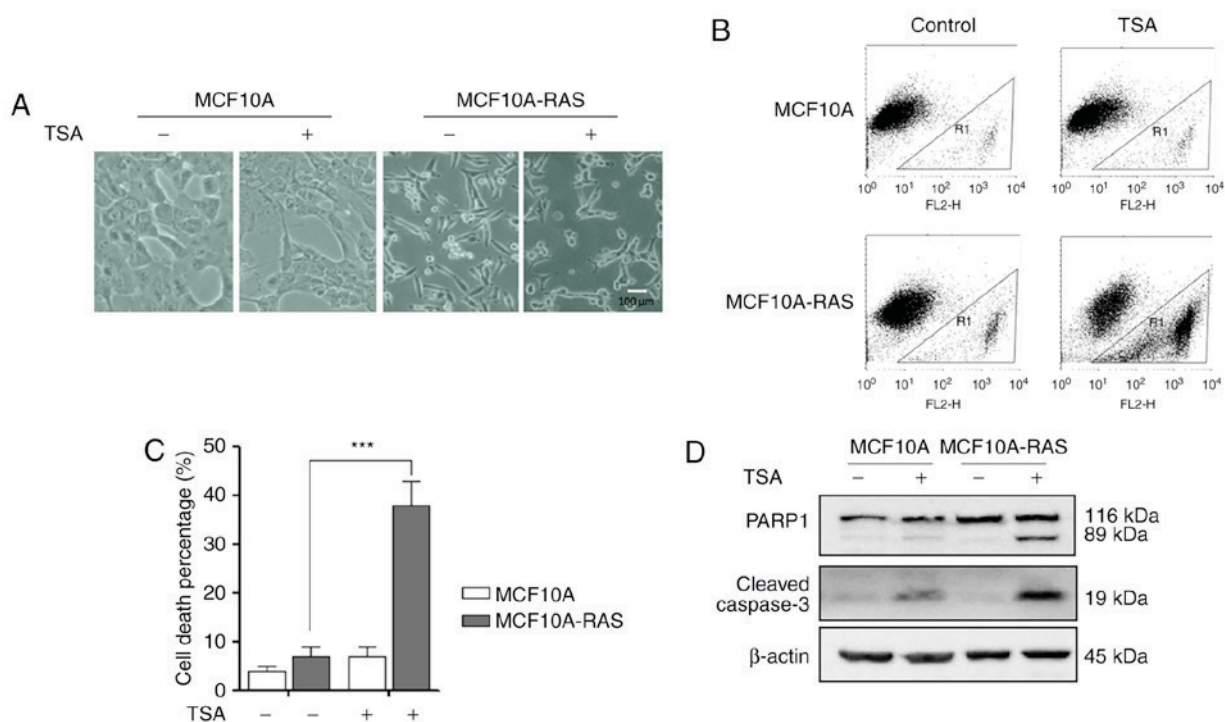 A
MCF10A MCF10A-RAS
TSA – + – +
100 µm
B
Control TSA
MCF10A
R1 R1
10⁰ 10¹ 10² 10³ 10⁴ 10⁰ 10¹ 10² 10³ 10⁴
FL2-H FL2-H
MCF10A-RAS
R1 R1
10⁰ 10¹ 10² 10³ 10⁴ 10⁰ 10¹ 10² 10³ 10⁴
FL2-H FL2-H
C
Cell death percentage (%)
50
40
30
20
10
0
***
MCF10A
MCF10A-RAS
TSA – – + +
D
MCF10A MCF10A-RAS
TSA – + – +
PARP1 116 kDa
89 kDa
Cleaved
caspase-3 19 kDa
β-actin 45 kDa